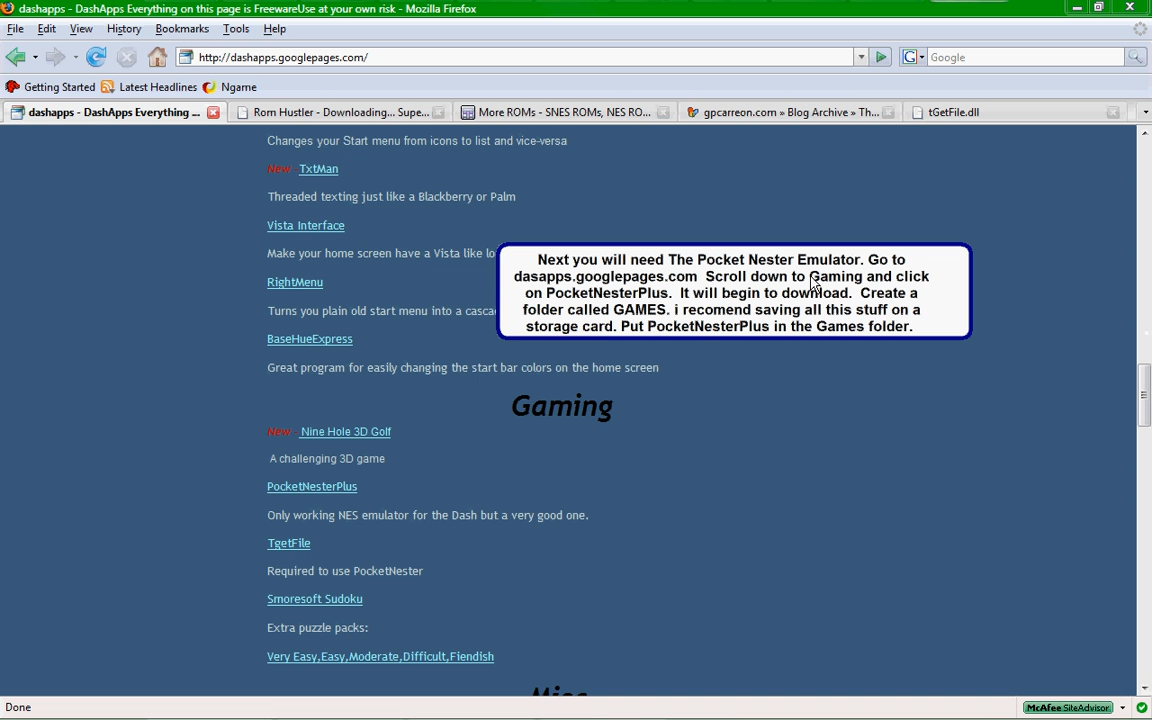 dashapps - DashApps Everything on this page is FreewareUse at your own risk - Mozilla Firefox
File Edit View History Bookmarks Tools Help
http://dashapps.googlepages.com/ G Google
Getting Started Latest Headlines Ngame
dashapps - DashApps Everything ... Rom Hustler - Downloading... Supe... More ROMs - SNES ROMs, NES RO... gpcarreon.com » Blog Archive » Th... tGetFile.dll
Changes your Start menu from icons to list and vice-versa
New - TxtMan
Threaded texting just like a Blackberry or Palm
Vista Interface
Make your home screen have a Vista like lo
RightMenu
Turns you plain old start menu into a casca
BaseHueExpress
Great program for easily changing the start bar colors on the home screen
Next you will need The Pocket Nester Emulator. Go to
dasapps.googlepages.com Scroll down to Gaming and click
on PocketNesterPlus. It will begin to download. Create a
folder called GAMES. i recomend saving all this stuff on a
storage card. Put PocketNesterPlus in the Games folder.
Gaming
New - Nine Hole 3D Golf
A challenging 3D game
PocketNesterPlus
Only working NES emulator for the Dash but a very good one.
TgetFile
Required to use PocketNester
Smoresoft Sudoku
Extra puzzle packs:
Very Easy,Easy,Moderate,Difficult,Fiendish
Misc
Done McAfee SiteAdvisor